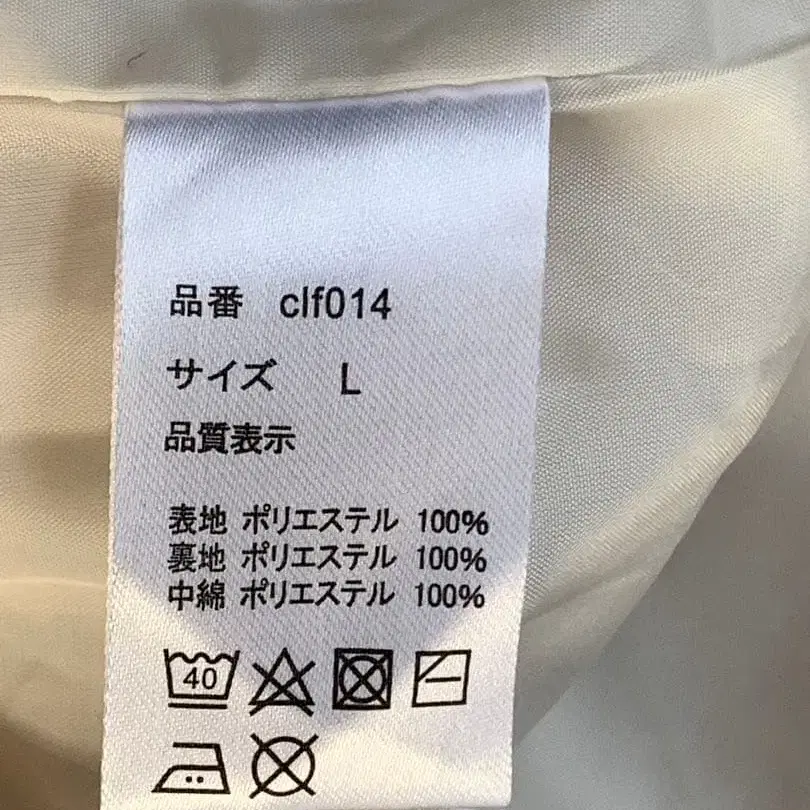 品番 clf014
サイズ L
品質表示
表地 ポリエステル 100%
裏地 ポリエステル 100%
中綿 ポリエステル 100%
40